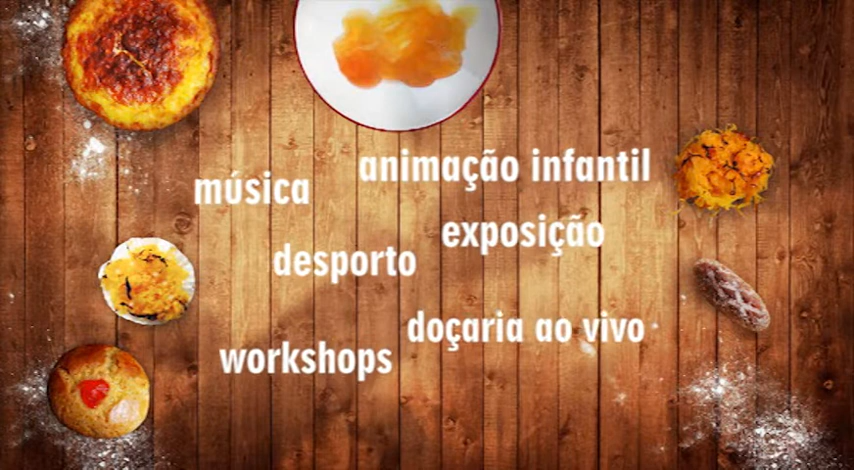 animação infantil
música
exposição
desporto
doçaria ao vivo
workshops